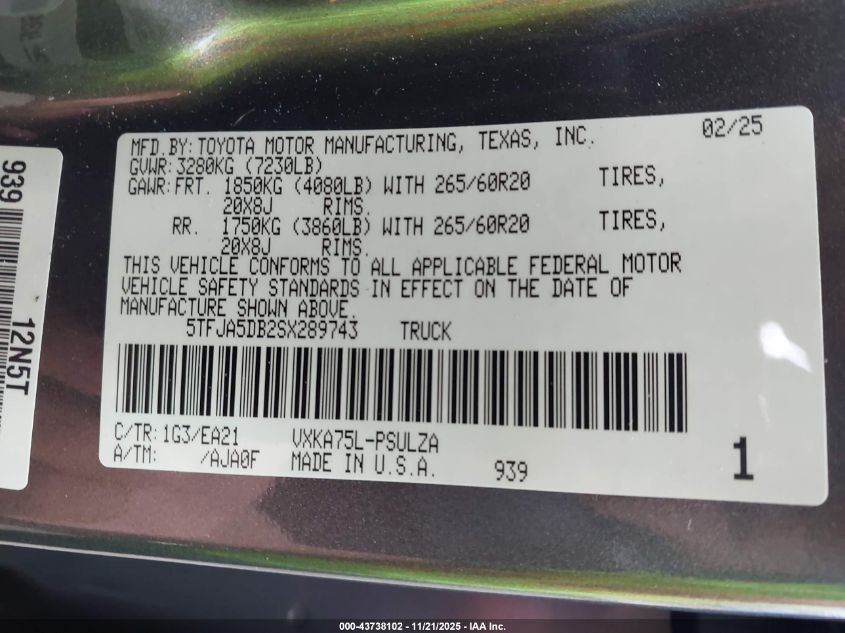 MFD.BY: TOYOTA MOTOR MANUFACTURING, TEXAS, INC. 02/25
GVWR: 3280KG (7230LB)
GAWR: FRT. 1850KG (4080LB) WITH 265/60R20 TIRES,
20X8J RIMS.
RR. 1750KG (3860LB) WITH 265/60R20 TIRES,
20X8J RIMS.
THIS VEHICLE CONFORMS TO ALL APPLICABLE FEDERAL MOTOR
VEHICLE SAFETY STANDARDS IN EFFECT ON THE DATE OF
MANUFACTURE SHOWN ABOVE.
5TFJA5DB2SX289743 TRUCK
C/TR: 1G3/EA21 VXKA75L-PSULZA
A/TM: /AJA0F MADE IN U.S.A. 939 1
939 12N5T
000-43738102 - 11/21/2025 - IAA Inc.